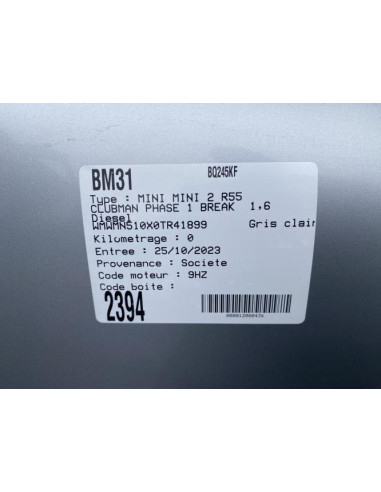 BM31 BQ245KF
Type : MINI MINI 2 R55
CLUBMAN PHASE 1 BREAK 1.6
Diesel
WMWMN510X0TR41899 Gris clair
Kilometrage : 0
Entree : 25/10/2023
Provenance : Societe
Code moteur : 9HZ
Code boite :
2394